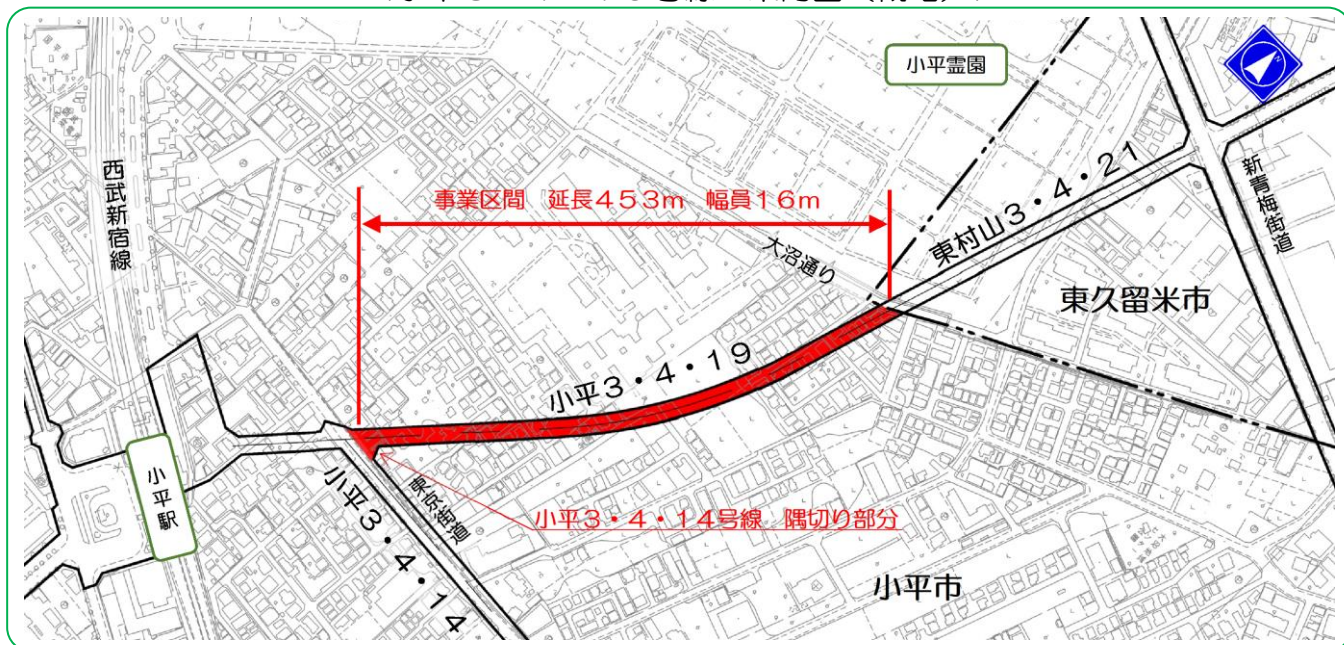 小平霊園
N
西武新宿線
事業区間 延長453m 幅員16m
大沼通り
東村山3・4・21
新青梅街道
東久留米市
小平3・4・19
小平駅
小平3・4・14
東京街道
小平3・4・14号線 隅切り部分
小平市